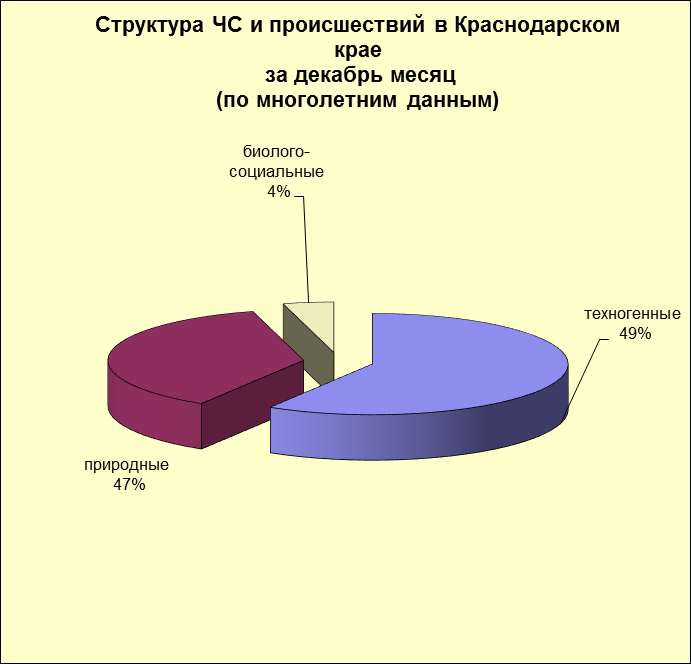 Структура ЧС и происшествий в Краснодарском
крае
за декабрь месяц
(по многолетним данным)
биолого-
социальные
4%
техногенные
49%
природные
47%